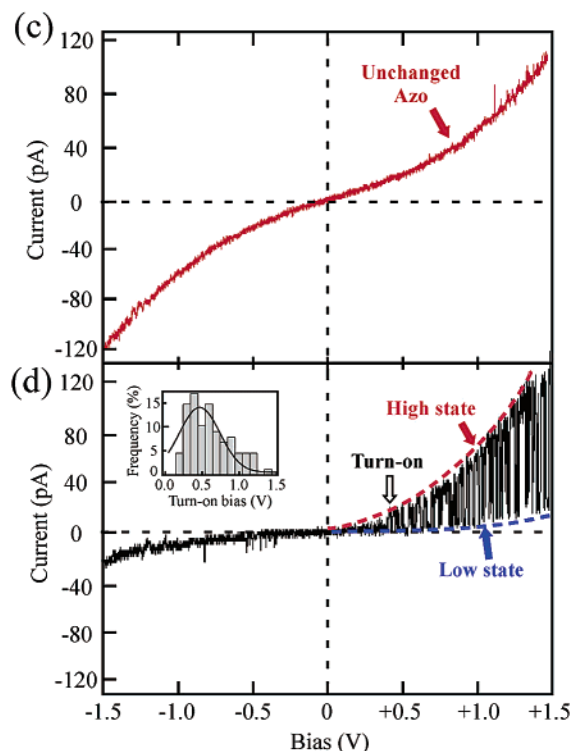 (c)
120
80
40
0
-40
-80
-120
Current (pA)
Unchanged
Azo
(d)
120
80
40
0
-40
-80
-120
Current (pA)
15
10
5
0
Frequency (%)
0.0 0.5 1.0 1.5
Turn-on bias (V)
High state
Turn-on
Low state
-1.5 -1.0 -0.5 0 +0.5 +1.0 +1.5
Bias (V)